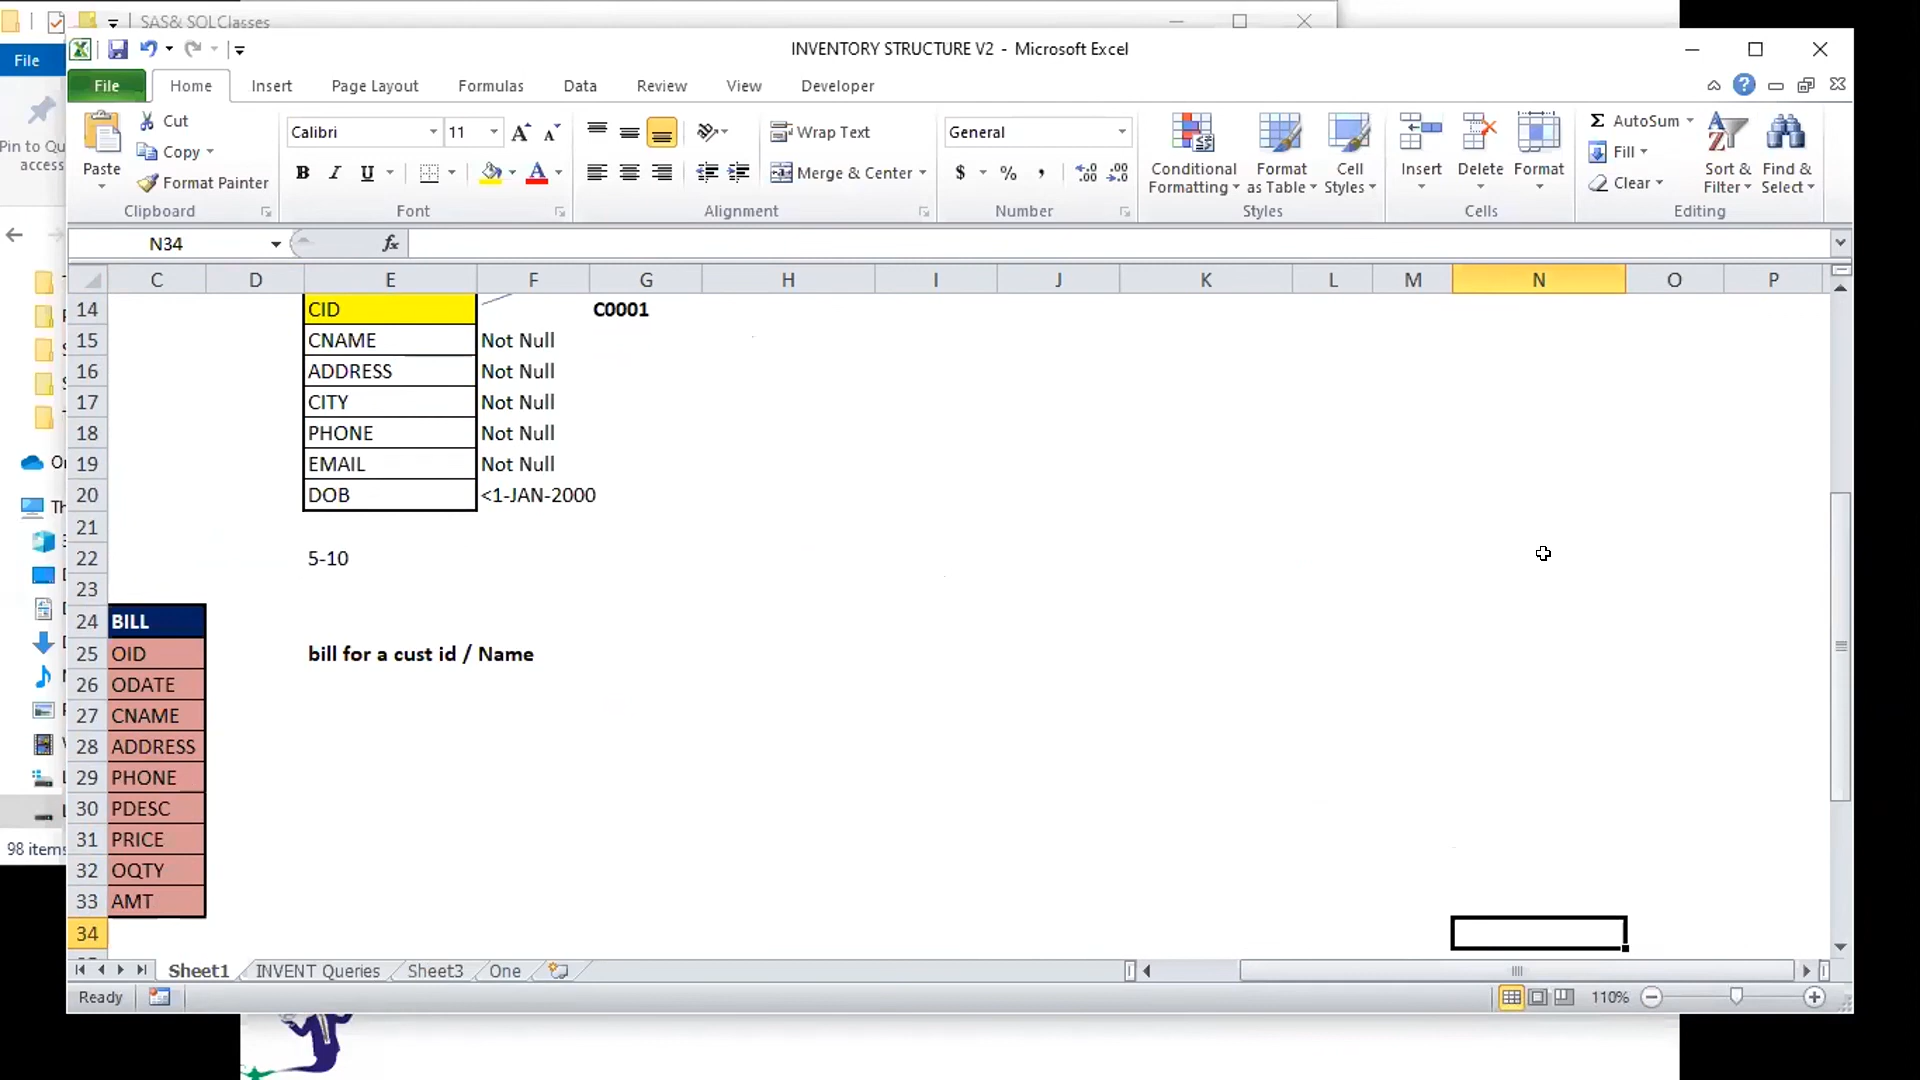 SAS& SQLClasses
INVENTORY STRUCTURE V2 - Microsoft Excel
File
File Home Insert Page Layout Formulas Data Review View Developer
Pin to Qu
access
Paste
Cut
Copy
Format Painter
Clipboard
Calibri 11
B I U
Font
Wrap Text
Merge & Center
Alignment
General
$ % ,
Number
Conditional
Formatting
Format
as Table
Cell
Styles
Styles
Insert
Delete
Format
Cells
AutoSum
Fill
Clear
Sort &
Filter
Find &
Select
Editing
N34
fx
C D E F G H I J K L M N O P
14 CID C0001
15 CNAME Not Null
16 ADDRESS Not Null
17 CITY Not Null
18 PHONE Not Null
19 EMAIL Not Null
20 DOB <1-JAN-2000
21
22 5-10
23
24 BILL
25 OID bill for a cust id / Name
26 ODATE
27 CNAME
28 ADDRESS
29 PHONE
30 PDESC
31 PRICE
32 OQTY
33 AMT
34
98 items
Sheet1 INVENT Queries Sheet3 One
Ready
110%